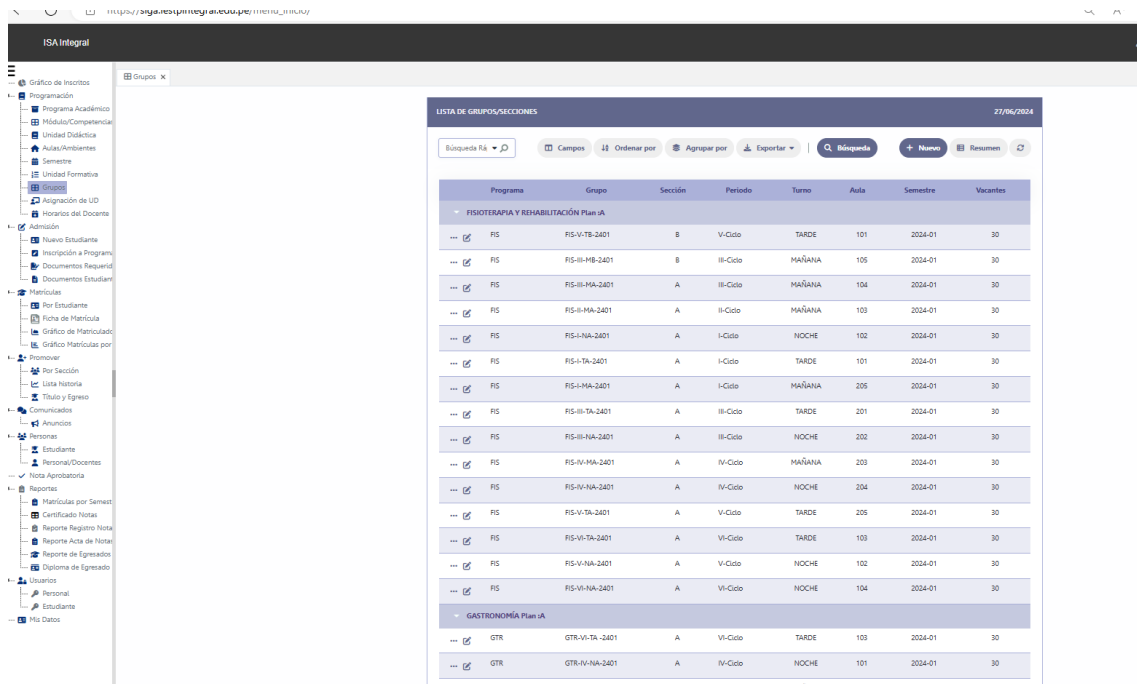 https://siga.iestpintegral.edu.pe/menu_inicio/
ISA Integral
Gráfico de Inscritos
Programación
Programa Académico
Módulo/Competencias
Unidad Didáctica
Aulas/Ambientes
Semestre
Unidad Formativa
Grupos
Asignación de UD
Horarios del Docente
Admisión
Nuevo Estudiante
Inscripción a Programa
Documentos Requerid
Documentos Estudiant
Matrículas
Por Estudiante
Ficha de Matrícula
Gráfico de Matriculado
Gráfico Matrículas por
Promover
Por Sección
Lista historia
Título y Egreso
Comunicados
Anuncios
Personas
Estudiante
Personal/Docentes
Nota Aprobatoria
Reportes
Matrículas por Semest
Certificado Notas
Reporte Registro Nota
Reporte Acta de Notas
Reporte de Egresados
Diploma de Egresado
Usuarios
Personal
Estudiante
Mis Datos
Grupos x
LISTA DE GRUPOS/SECCIONES 27/06/2024
Búsqueda Rá Campos Ordenar por Agrupar por Exportar | Búsqueda + Nuevo Resumen
Programa Grupo Sección Periodo Turno Aula Semestre Vacantes
FISIOTERAPIA Y REHABILITACIÓN Plan :A
... FIS FIS-V-TB-2401 B V-Ciclo TARDE 101 2024-01 30
... FIS FIS-III-MB-2401 B III-Ciclo MAÑANA 105 2024-01 30
... FIS FIS-III-MA-2401 A III-Ciclo MAÑANA 104 2024-01 30
... FIS FIS-II-MA-2401 A II-Ciclo MAÑANA 103 2024-01 30
... FIS FIS-I-NA-2401 A I-Ciclo NOCHE 102 2024-01 30
... FIS FIS-I-TA-2401 A I-Ciclo TARDE 101 2024-01 30
... FIS FIS-I-MA-2401 A I-Ciclo MAÑANA 205 2024-01 30
... FIS FIS-III-TA-2401 A III-Ciclo TARDE 201 2024-01 30
... FIS FIS-III-NA-2401 A III-Ciclo NOCHE 202 2024-01 30
... FIS FIS-IV-MA-2401 A IV-Ciclo MAÑANA 203 2024-01 30
... FIS FIS-IV-NA-2401 A IV-Ciclo NOCHE 204 2024-01 30
... FIS FIS-V-TA-2401 A V-Ciclo TARDE 205 2024-01 30
... FIS FIS-VI-TA-2401 A VI-Ciclo TARDE 103 2024-01 30
... FIS FIS-V-NA-2401 A V-Ciclo NOCHE 102 2024-01 30
... FIS FIS-VI-NA-2401 A VI-Ciclo NOCHE 104 2024-01 30
GASTRONOMÍA Plan :A
... GTR GTR-VI-TA -2401 A VI-Ciclo TARDE 103 2024-01 30
... GTR GTR-IV-NA-2401 A IV-Ciclo NOCHE 101 2024-01 30